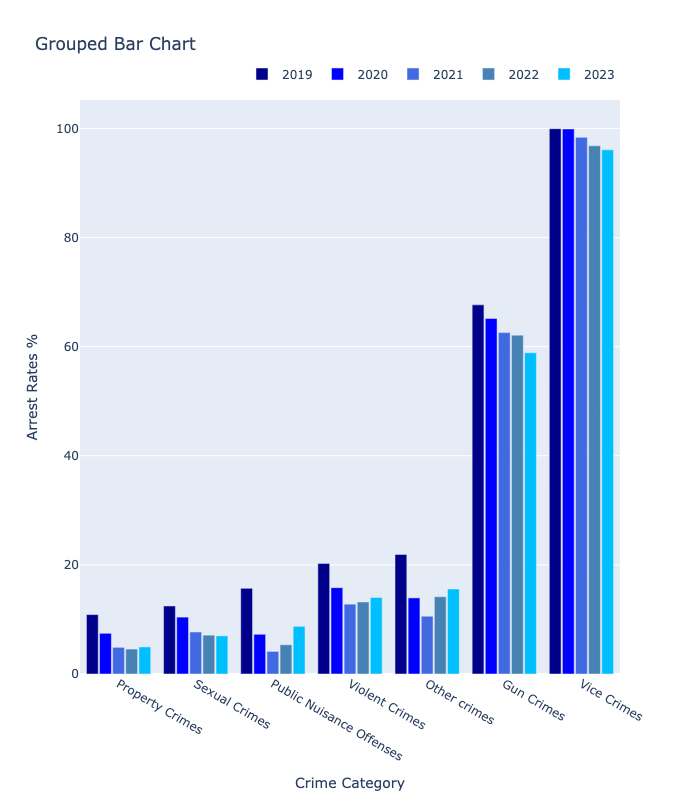 Grouped Bar Chart
2019 2020 2021 2022 2023
100
80
60
40
20
0
Arrest Rates %
Property Crimes
Sexual Crimes
Public Nuisance Offenses
Violent Crimes
Other crimes
Gun Crimes
Vice Crimes
Crime Category